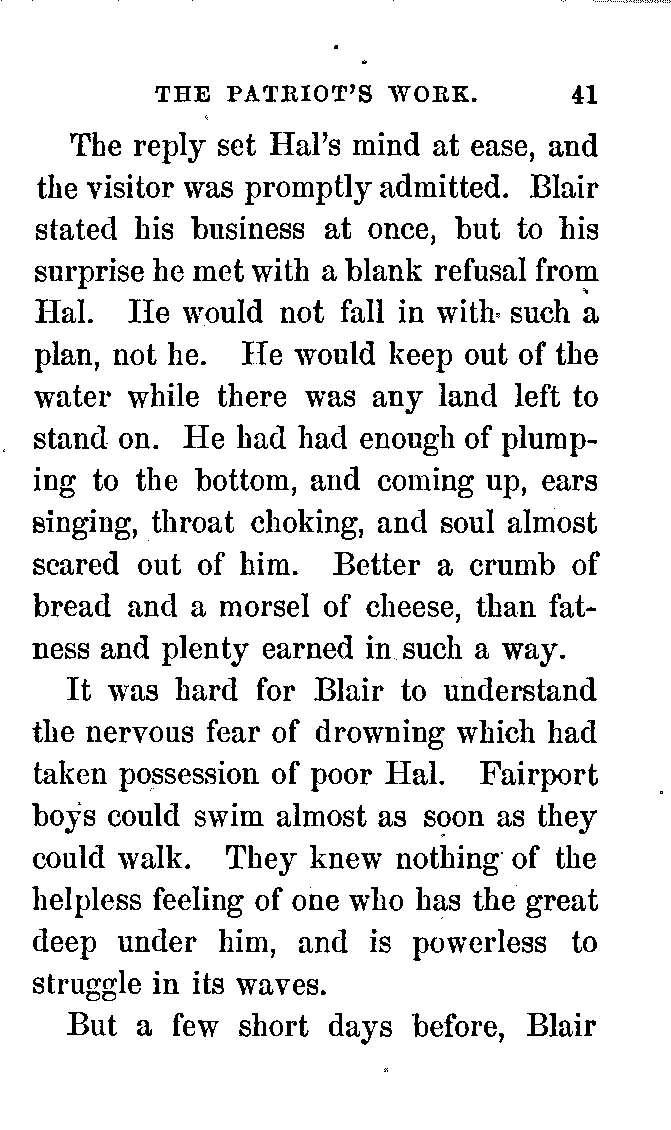 THE PATRIOT'S WORK. 41
The reply set Hal's mind at ease, and
the visitor was promptly admitted. Blair
stated his business at once, but to his
surprise he met with a blank refusal from
Hal. He would not fall in with such a
plan, not he. He would keep out of the
water while there was any land left to
stand on. He had had enough of plump-
ing to the bottom, and coming up, ears
singing, throat choking, and soul almost
scared out of him. Better a crumb of
bread and a morsel of cheese, than fat-
ness and plenty earned in such a way.
It was hard for Blair to understand
the nervous fear of drowning which had
taken possession of poor Hal. Fairport
boys could swim almost as soon as they
could walk. They knew nothing of the
helpless feeling of one who has the great
deep under him, and is powerless to
struggle in its waves.
But a few short days before, Blair